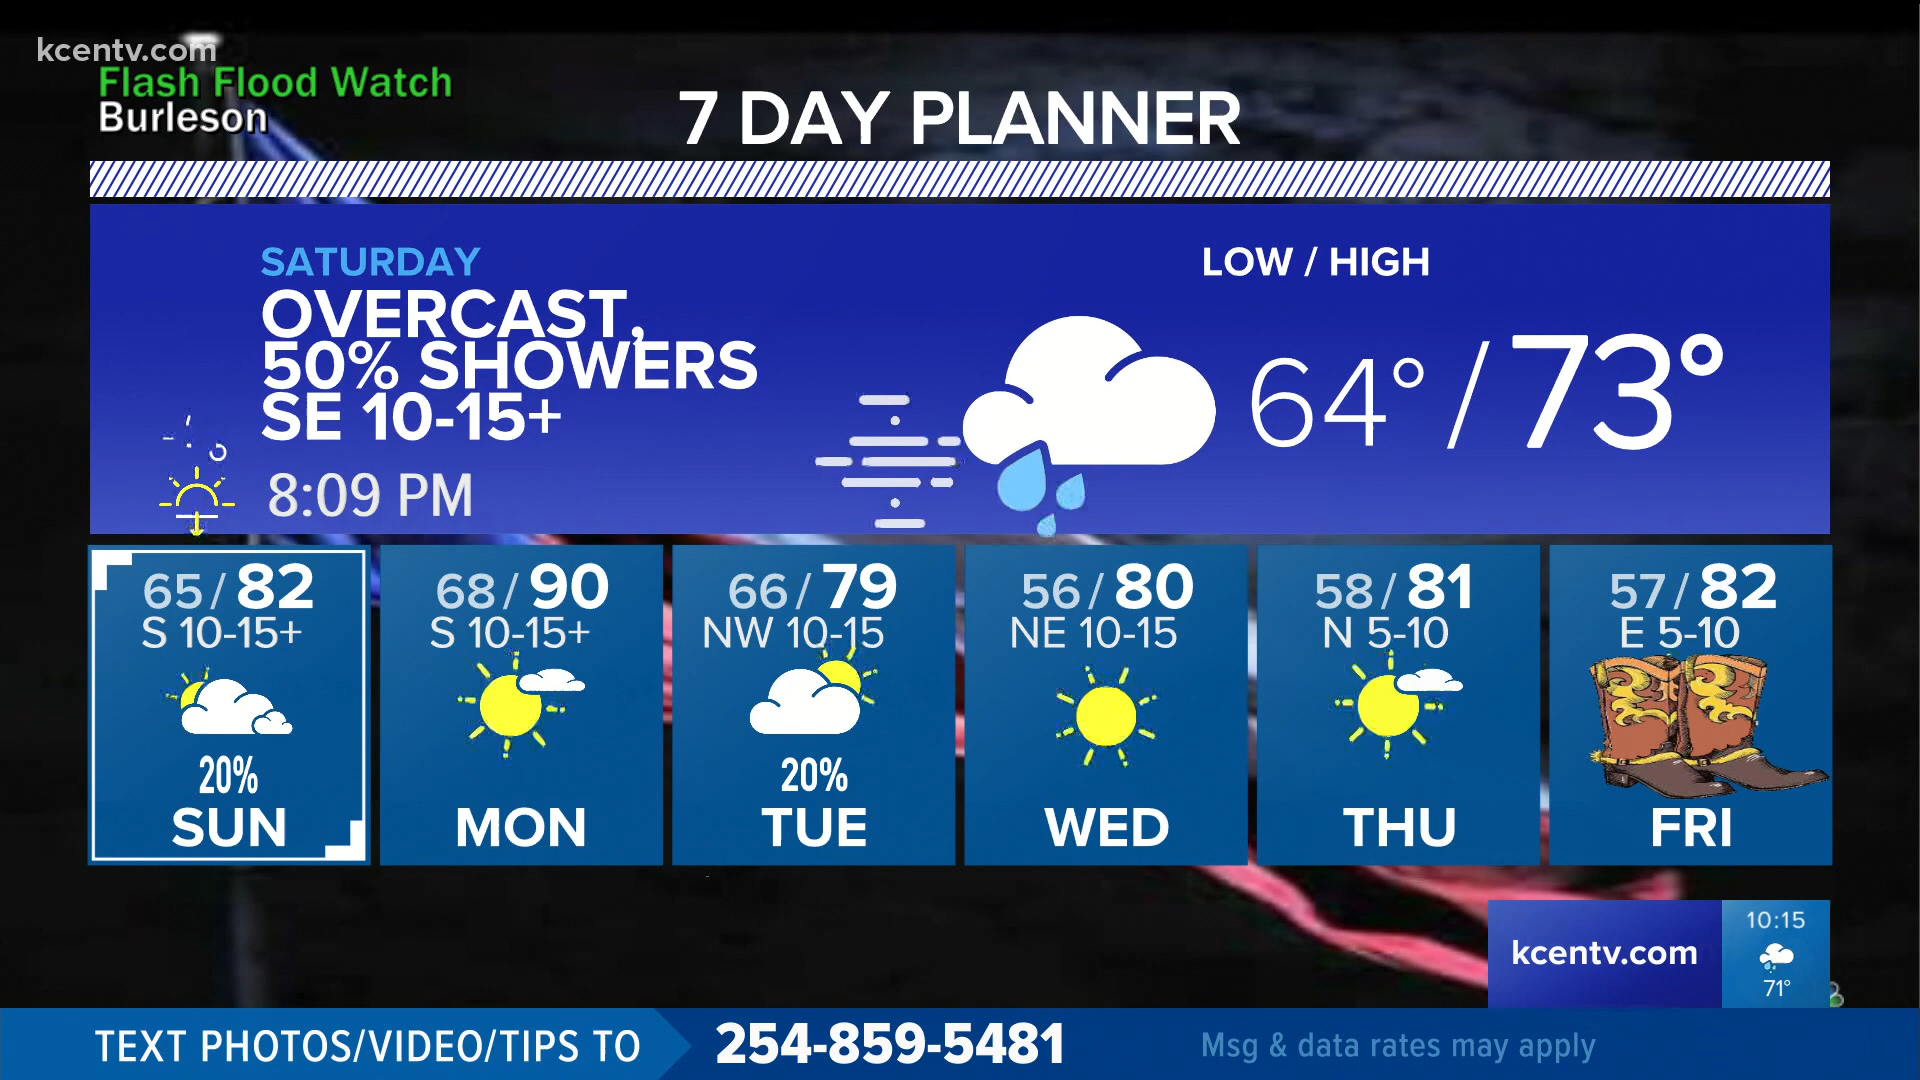 kcentv.com
Flash Flood Watch
Burleson
7 DAY PLANNER
SATURDAY
OVERCAST,
50% SHOWERS
SE 10-15+
8:09 PM
LOW / HIGH
64° / 73°
65 / 82
S 10-15+
20%
SUN
68 / 90
S 10-15+
MON
66 / 79
NW 10-15
20%
TUE
56 / 80
NE 10-15
WED
58 / 81
N 5-10
THU
57 / 82
E 5-10
FRI
kcentv.com
10:15
71°
TEXT PHOTOS/VIDEO/TIPS TO 254-859-5481 Msg & data rates may apply